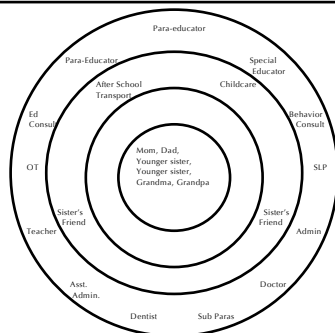 Para-educator
Para-Educator
Special
Educator
After School
Transport
Childcare
Ed
Consult
Behavior
Consult
Mom, Dad,
Younger sister,
Younger sister,
Grandma, Grandpa
OT
SLP
Sister's
Friend
Sister's
Friend
Teacher
Admin
Asst.
Admin.
Doctor
Dentist
Sub Paras